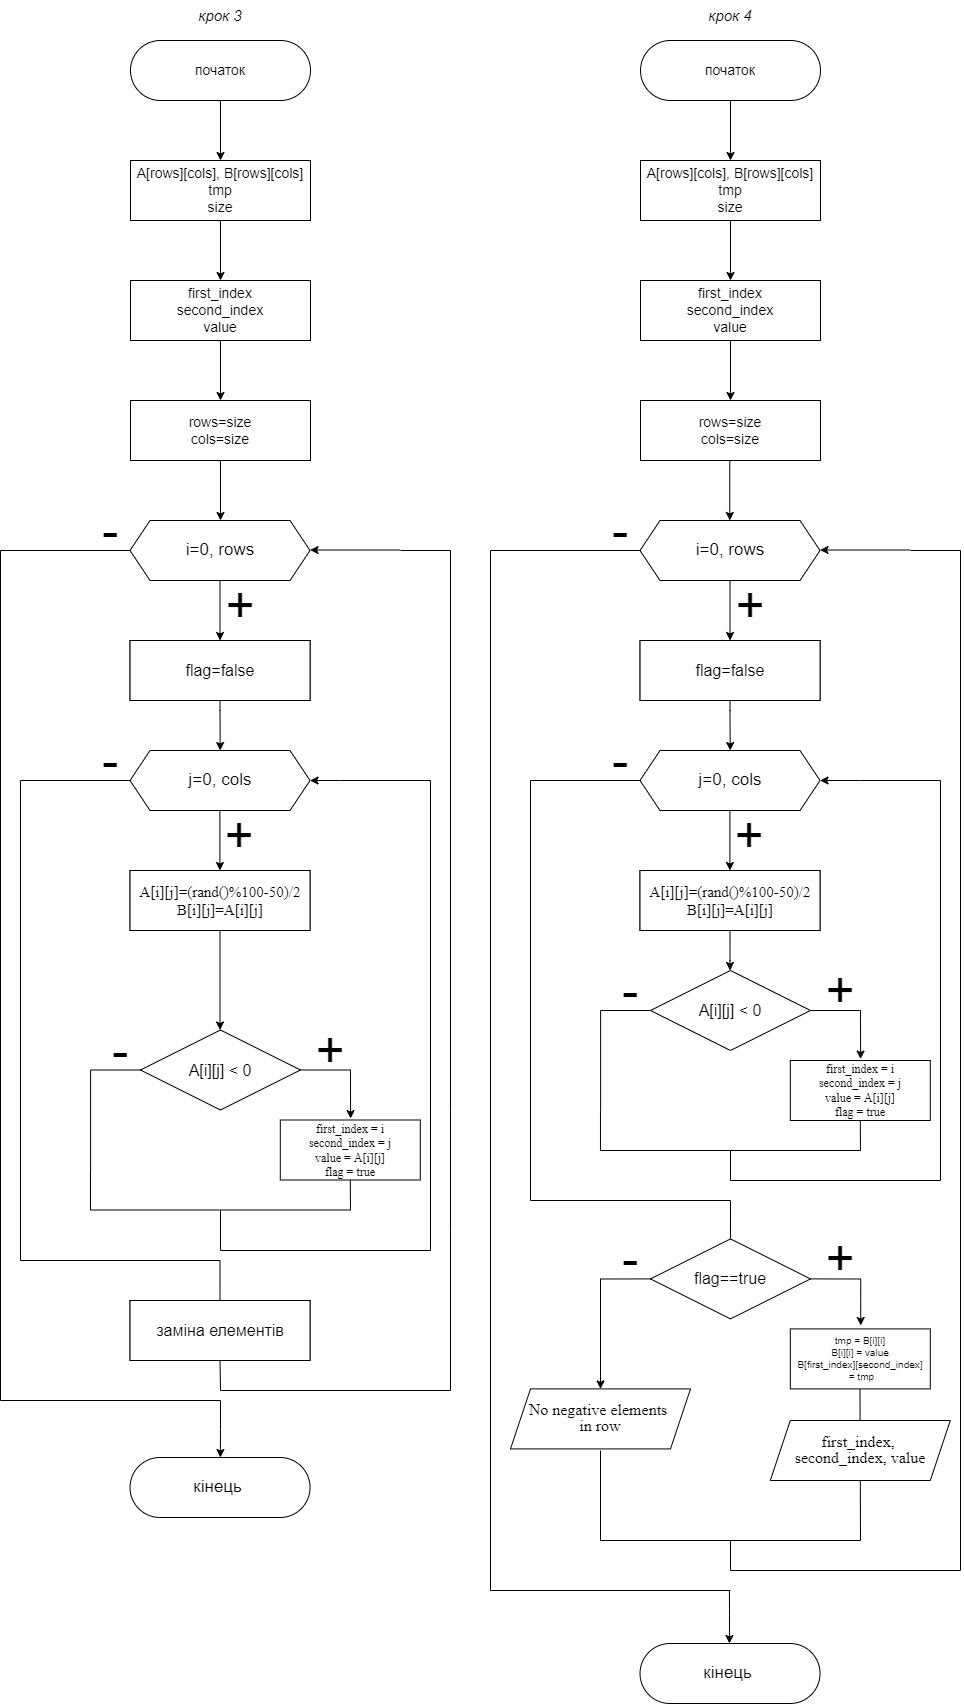 крок 3
початок
A[rows][cols], B[rows][cols]
tmp
size
first_index
second_index
value
rows=size
cols=size
-
i=0, rows
+
flag=false
-
j=0, cols
+
A[i][j]=(rand()%100-50)/2
B[i][j]=A[i][j]
-
A[i][j] < 0
+
first_index = i
second_index = j
value = A[i][j]
flag = true
заміна елементів
кінець
крок 4
початок
A[rows][cols], B[rows][cols]
tmp
size
first_index
second_index
value
rows=size
cols=size
-
i=0, rows
+
flag=false
-
j=0, cols
+
A[i][j]=(rand()%100-50)/2
B[i][j]=A[i][j]
-
A[i][j] < 0
+
first_index = i
second_index = j
value = A[i][j]
flag = true
-
flag==true
+
tmp = B[i][i]
B[i][i] = value
B[first_index][second_index]
= tmp
No negative elements
in row
first_index,
second_index, value
кінець